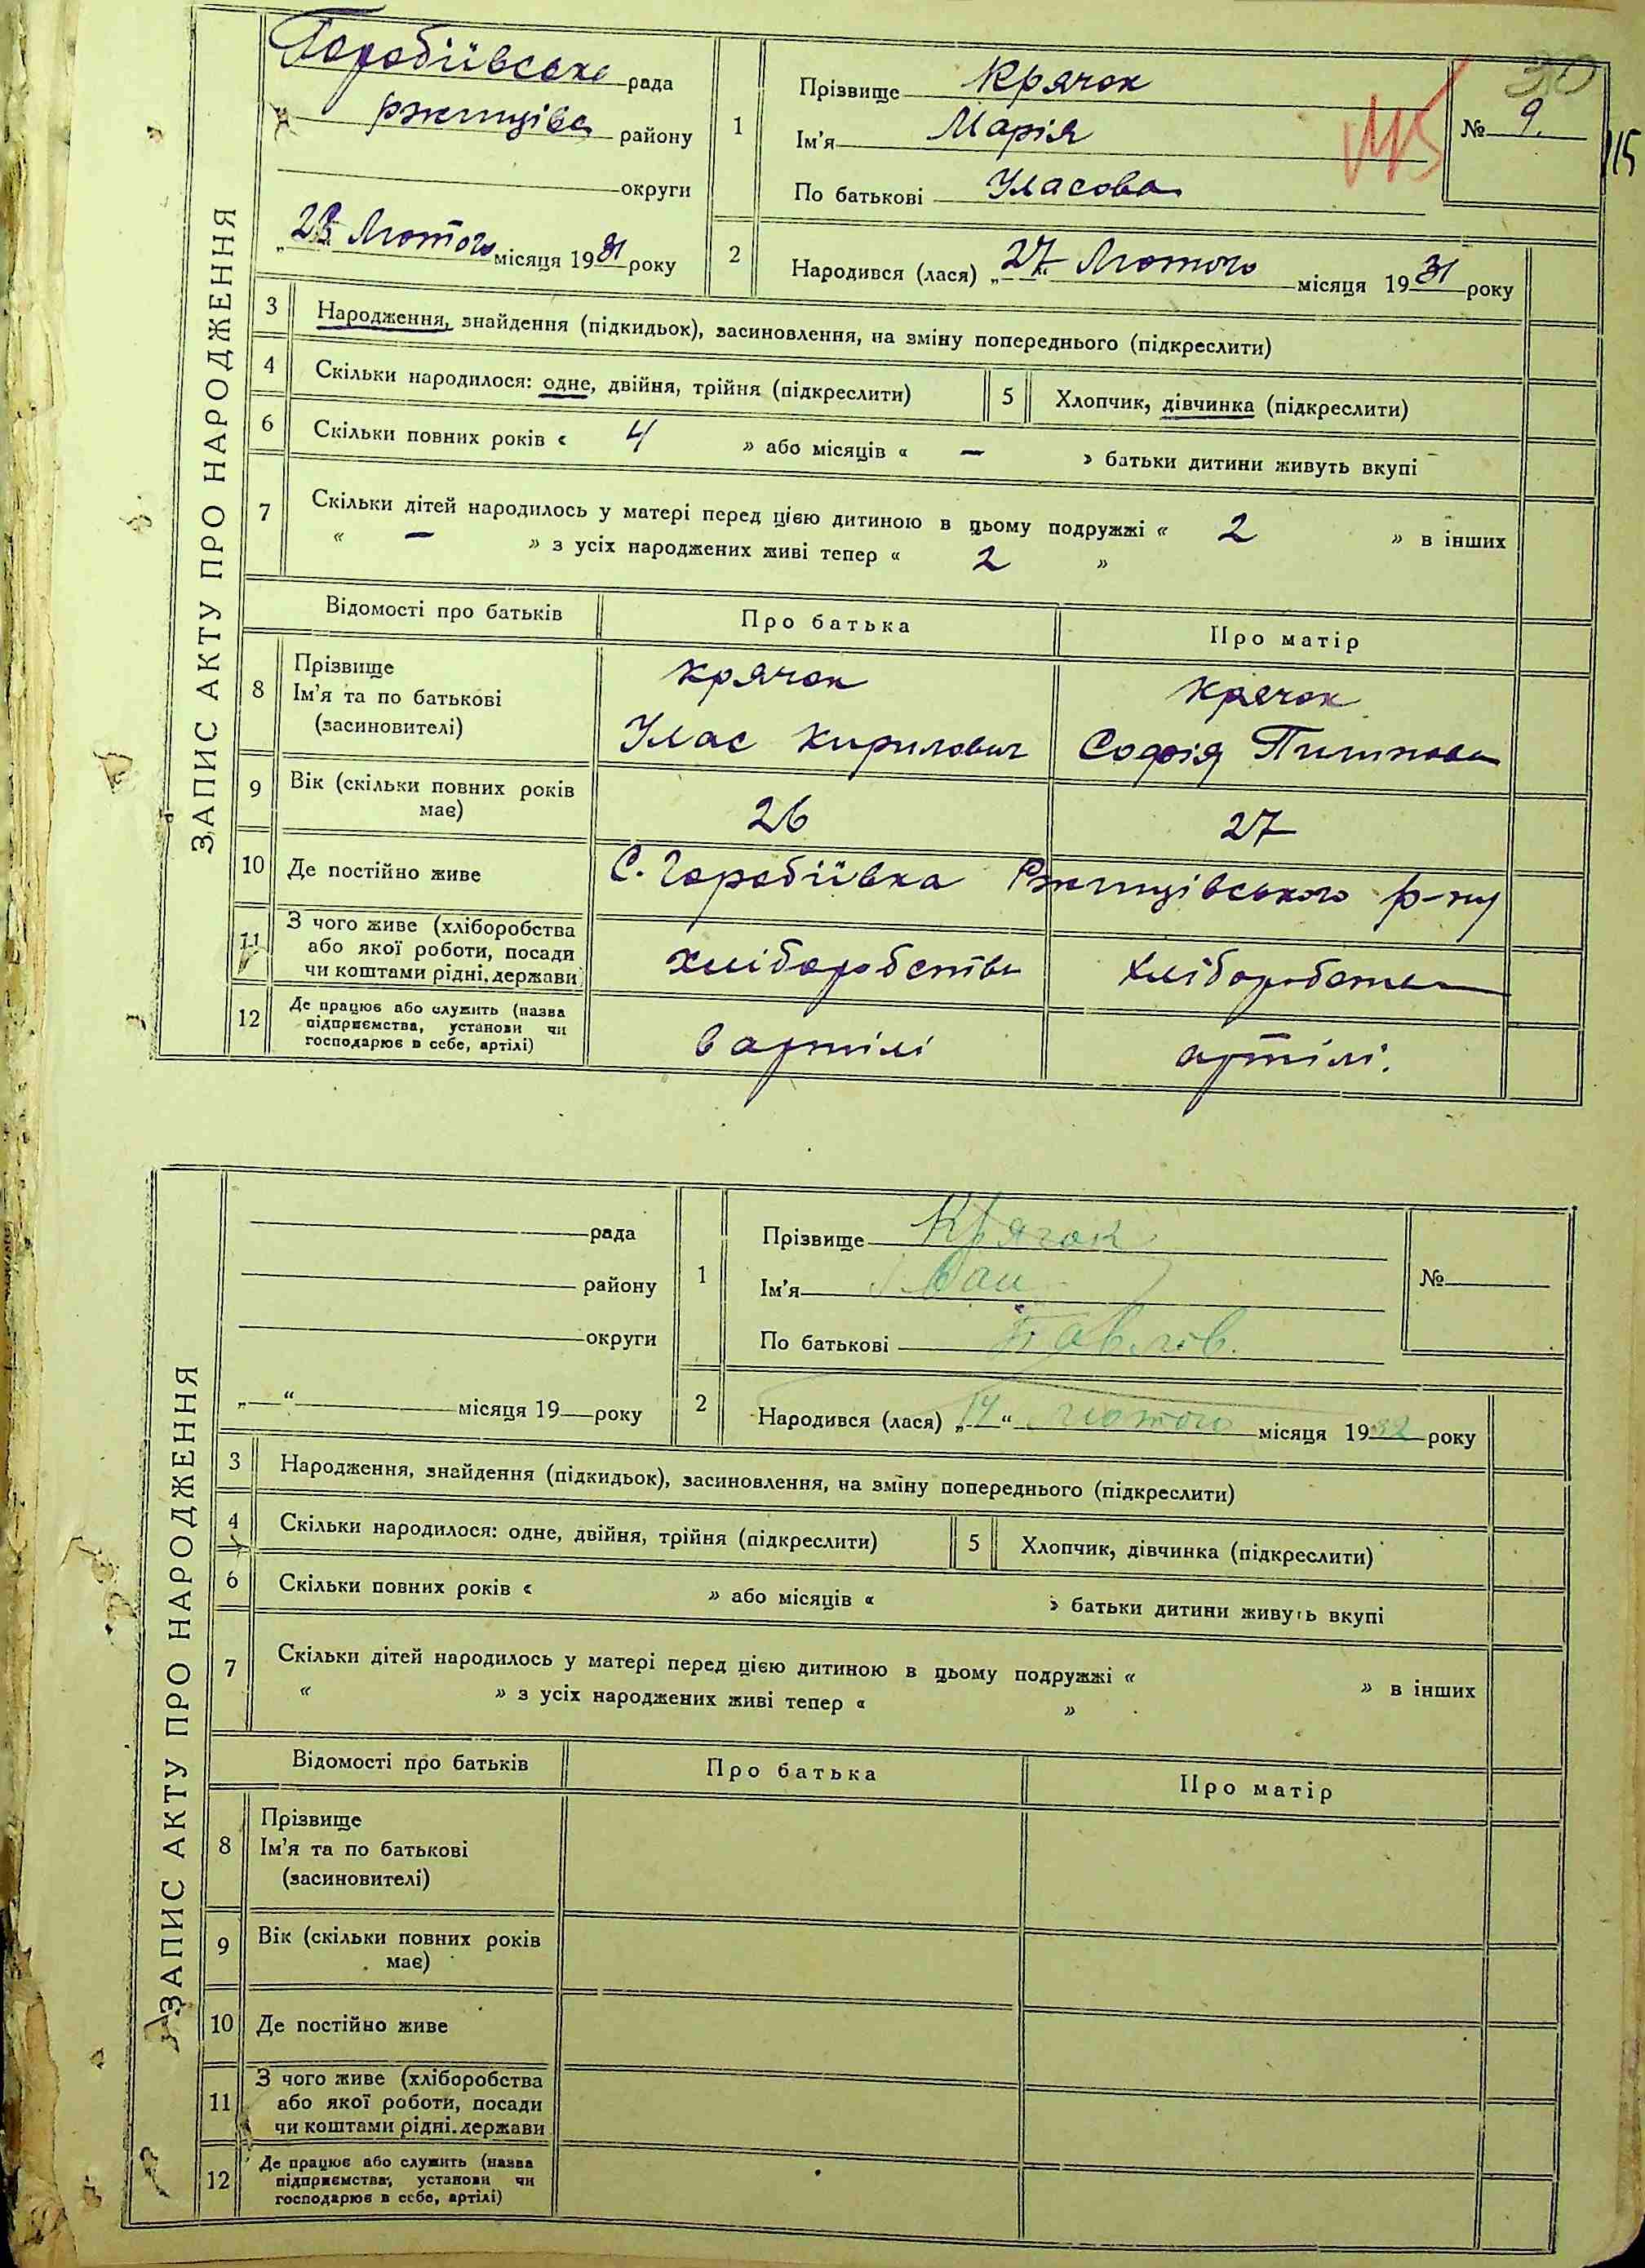 ЗАПИС АКТУ ПРО НАРОДЖЕННЯ
30
115
115
Горобіївська рада
Ржищівс району
округи
„28" Лютого місяця 1931 року
1
Прізвище Крячок
Ім'я Марія
По батькові Уласова
№ 9.
2
Народився (лася) „27" Лютого місяця 1931 року
3 Народження, знайдення (підкидьок), засиновлення, на зміну попереднього (підкреслити)
4 Скільки народилося: одне, двійня, трійня (підкреслити) 5 Хлопчик, дівчинка (підкреслити)
6 Скільки повних років « 4 » або місяців « — » батьки дитини живуть вкупі
7 Скільки дітей народилось у матері перед цією дитиною в цьому подружжі « 2 » в інших
« — » з усіх народжених живі тепер « 2 »
Відомості про батьків Про батька Про матір
8 Прізвище Крячок Крячок
Ім'я та по батькові Улас Кирилович Софія
(засиновителі)
9 Вік (скільки повних років має) 26 27
10 Де постійно живе С. Горобіївка Ржищівського р-ну
11 З чого живе (хліборобства
або якої роботи, посади
чи коштами рідні, держави хліборобства хліборобства
12 Де працює або служить (назва
підприємства, установи чи
господарює в себе, артілі) в артілі артілі.
ЗАПИС АКТУ ПРО НАРОДЖЕННЯ
рада
району
округи
„ " місяця 19 року
1
Прізвище Крячок
Ім'я Іван
По батькові Павлов.
№
2
Народився (лася) „14" лютого місяця 1932 року
3 Народження, знайдення (підкидьок), засиновлення, на зміну попереднього (підкреслити)
4 Скільки народилося: одне, двійня, трійня (підкреслити) 5 Хлопчик, дівчинка (підкреслити)
6 Скільки повних років « » або місяців « » батьки дитини живуть вкупі
7 Скільки дітей народилось у матері перед цією дитиною в цьому подружжі « » в інших
« » з усіх народжених живі тепер « »
Відомості про батьків Про батька Про матір
8 Прізвище
Ім'я та по батькові
(засиновителі)
9 Вік (скільки повних років
має)
10 Де постійно живе
11 З чого живе (хліборобства
або якої роботи, посади
чи коштами рідні, держави
12 Де працює або служить (назва
підприємства, установи чи
господарює в себе, артілі)